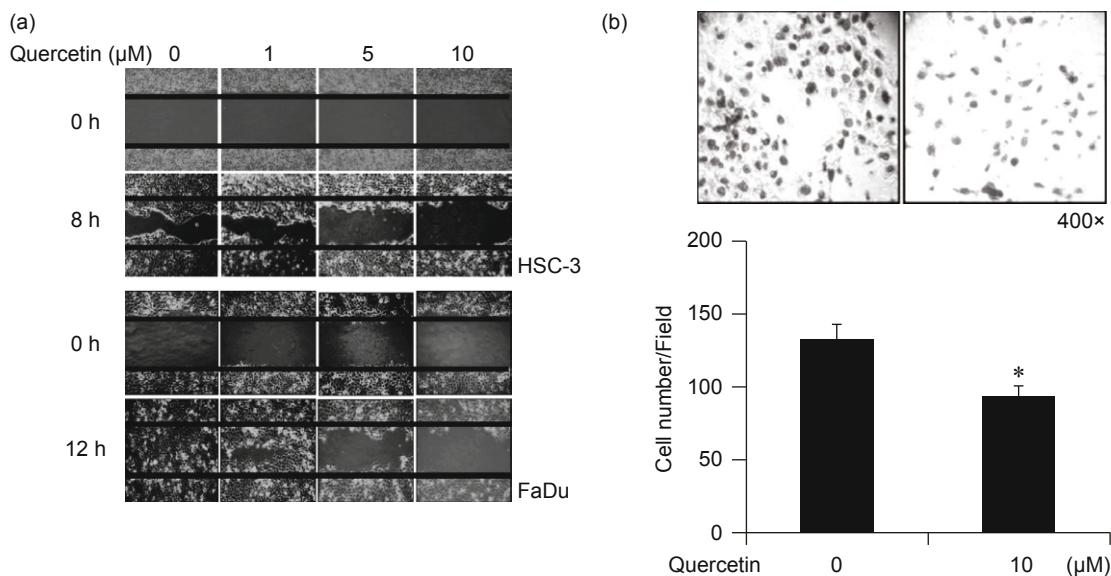 (a)
Quercetin (µM) 0 1 5 10
0 h
8 h
HSC-3
0 h
12 h
FaDu
(b)
400×
200
150
100
50
0
Cell number/Field
*
Quercetin 0 10 (µM)